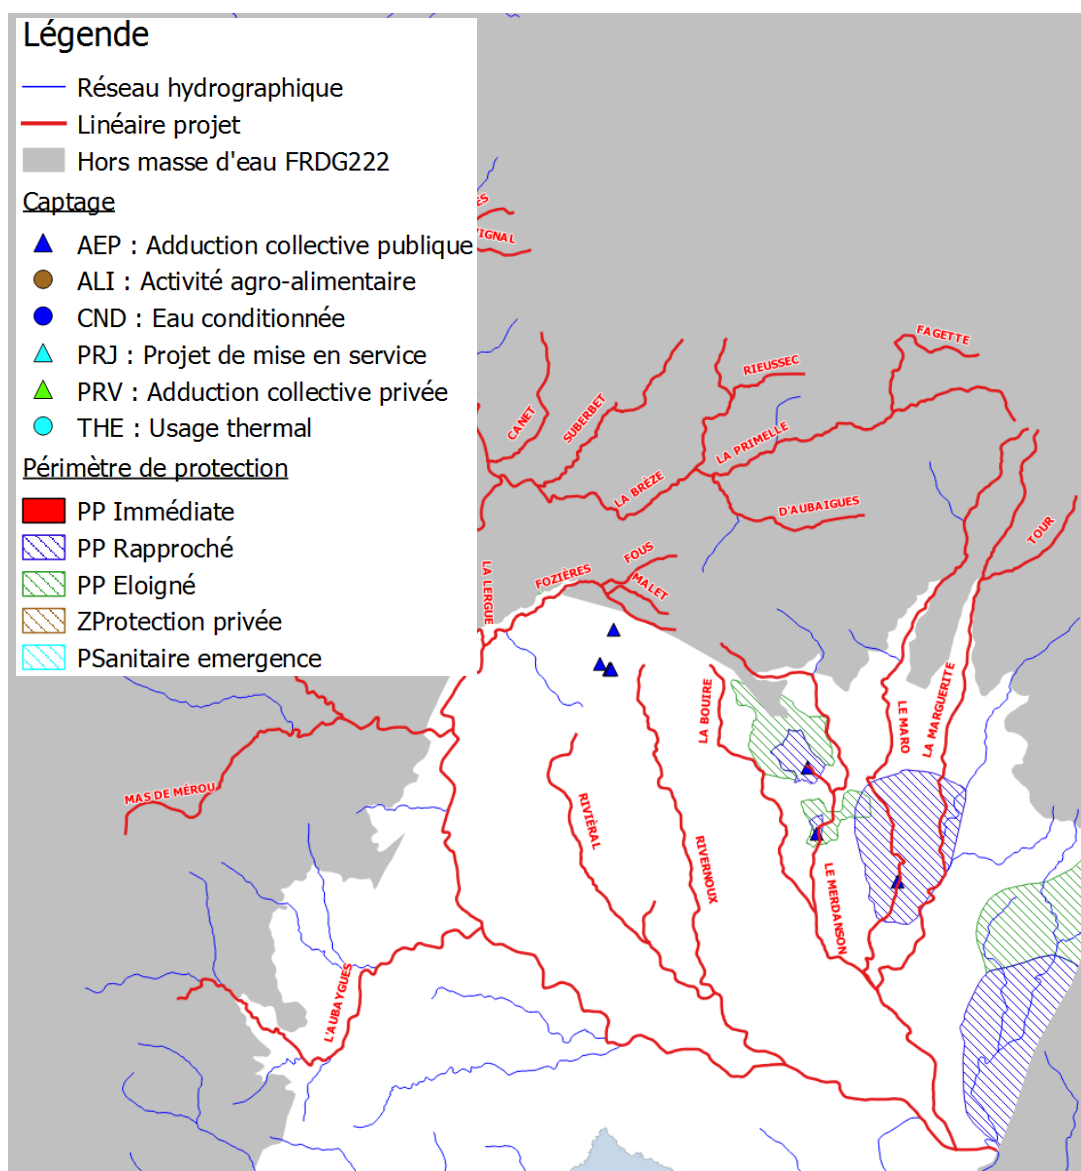 Légende
Réseau hydrographique
Linéaire projet
Hors masse d'eau FRDG222
Captage
AEP : Adduction collective publique
ALI : Activité agro-alimentaire
CND : Eau conditionnée
PRJ : Projet de mise en service
PRV : Adduction collective privée
THE : Usage thermal
Périmètre de protection
PP Immédiate
PP Rapproché
PP Eloigné
ZProtection privée
PSanitaire emergence
FAGETTE
RIEUSSEC
CANET
SUBERBET
LA PRIMELLE
LA BRÈZE
D'AUBAIGUES
TOUR
LA LERGUE
FOZIÈRES
FOUS
MALET
LA BOUIRE
LE MARO
LA MARGUERITE
MAS DE MÉROU
RIVIÈRAL
RIVERNOUX
LE MERDANSON
L'AUBAYGUES